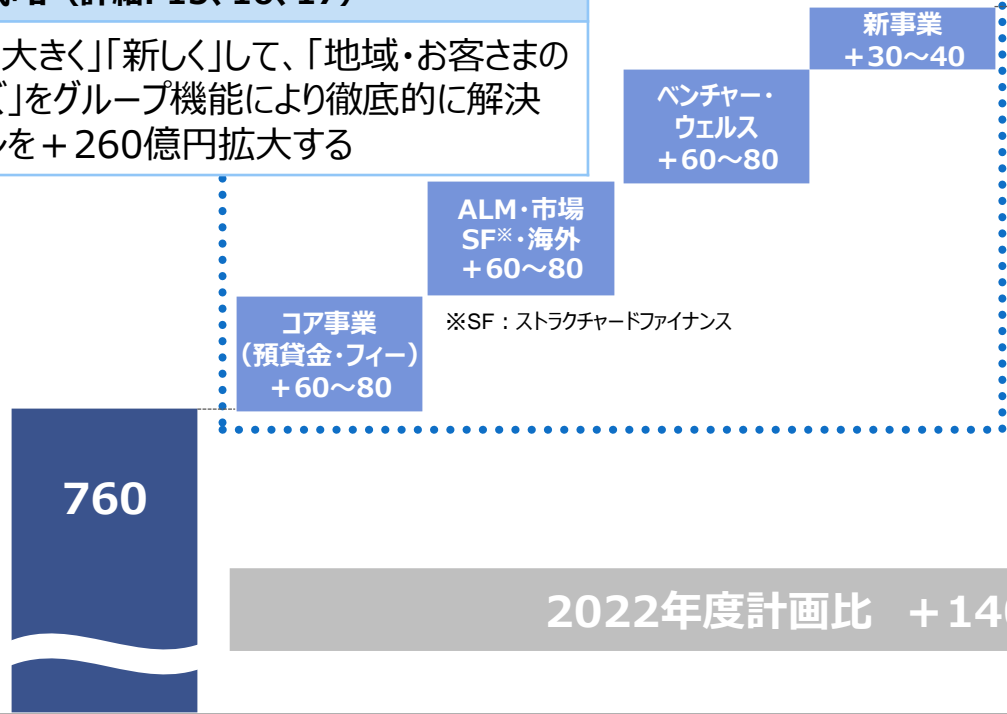 大きく」「新しく」して、「地域・お客さまの
」をグループ機能により徹底的に解決
を＋260億円拡大する
新事業
＋30～40
ベンチャー・
ウェルス
＋60～80
ALM・市場
SF※・海外
＋60～80
コア事業
（預貸金・フィー）
＋60～80
※SF：ストラクチャードファイナンス
760
2022年度計画比　＋14